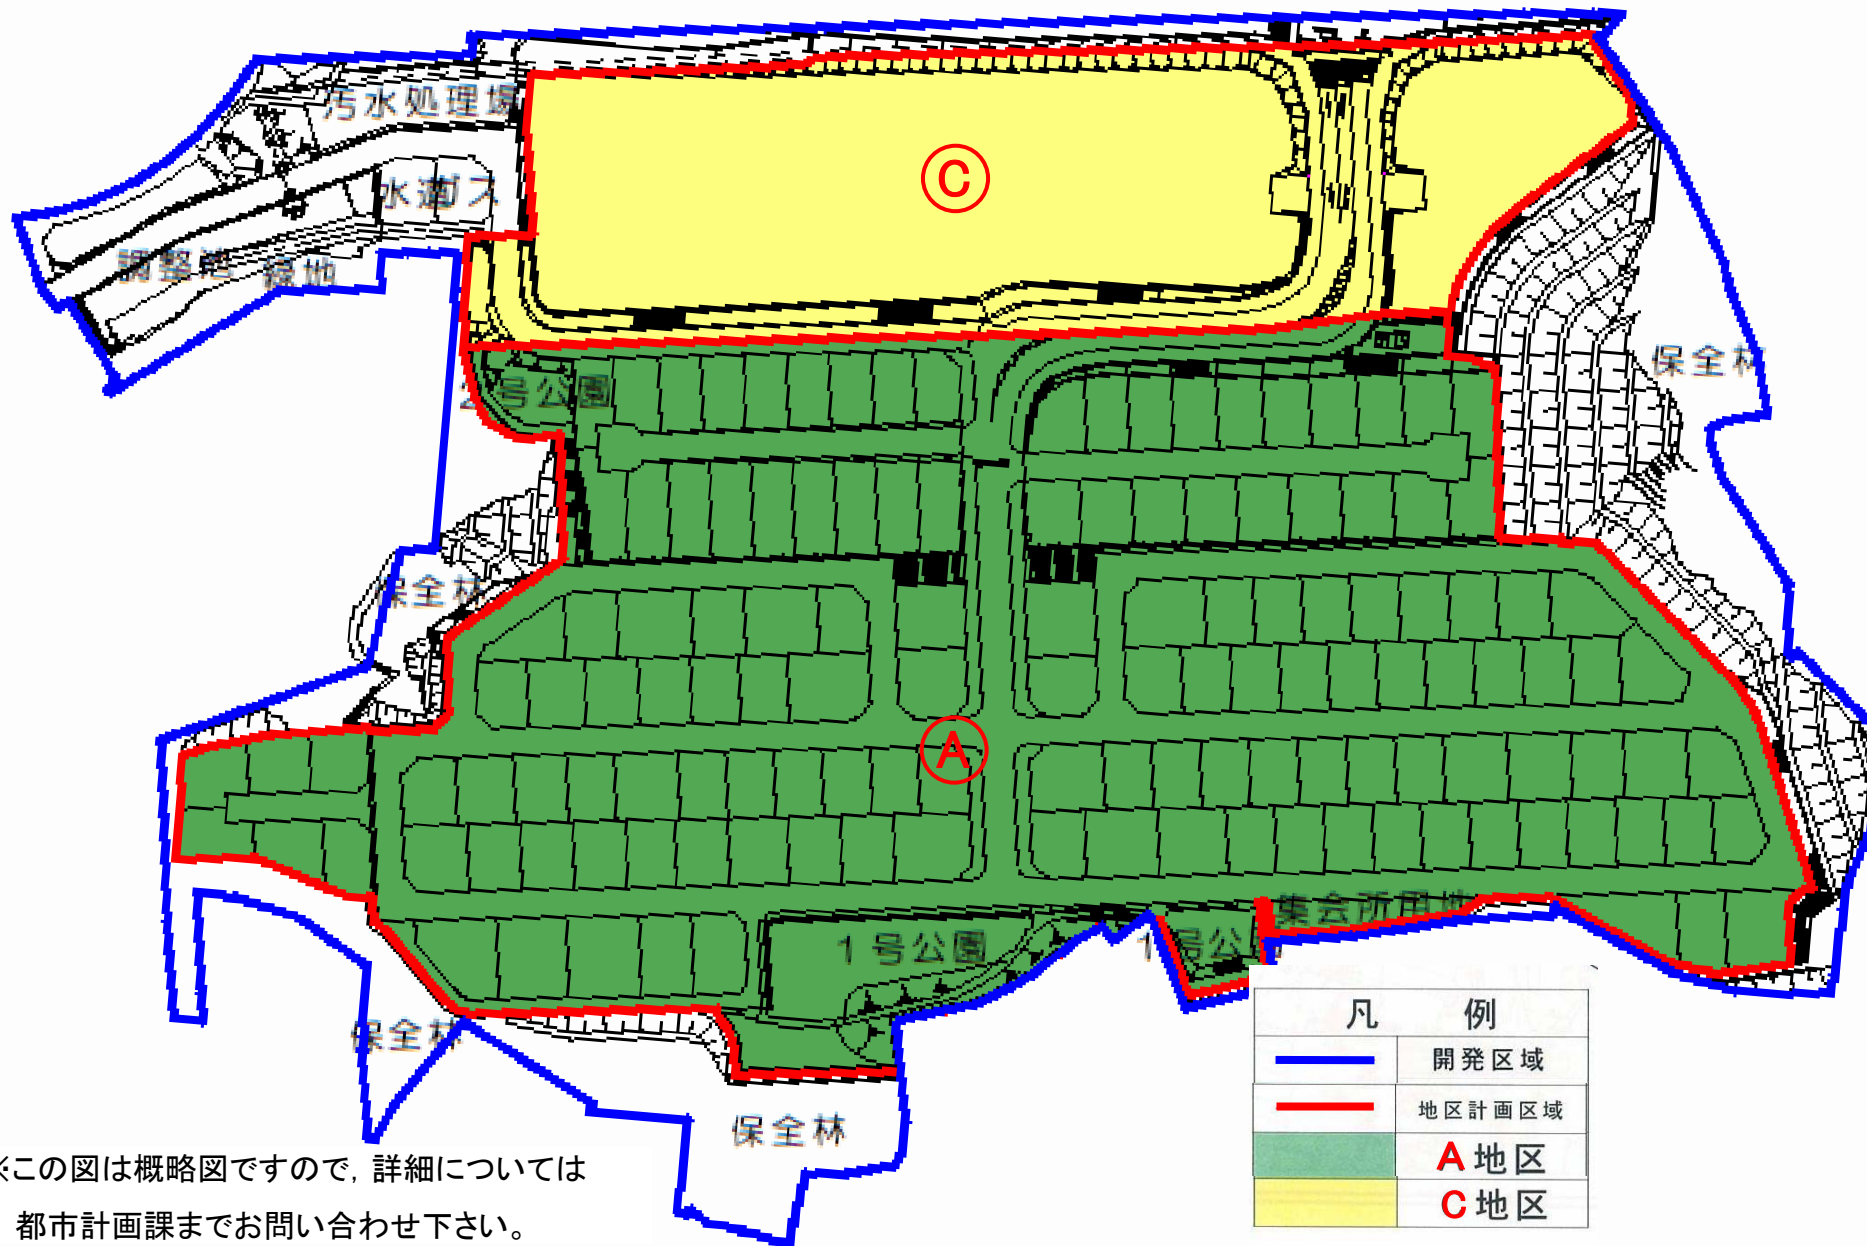 汚水処理場
水道
ガス
調整池
緑地
C
保全林
2号公園
保全林
A
1号公園
1号公園
集会所用地
保全林
保全林
凡 例
開発区域
地区計画区域
A地区
C地区
※この図は概略図ですので，詳細については
都市計画課までお問い合わせ下さい。